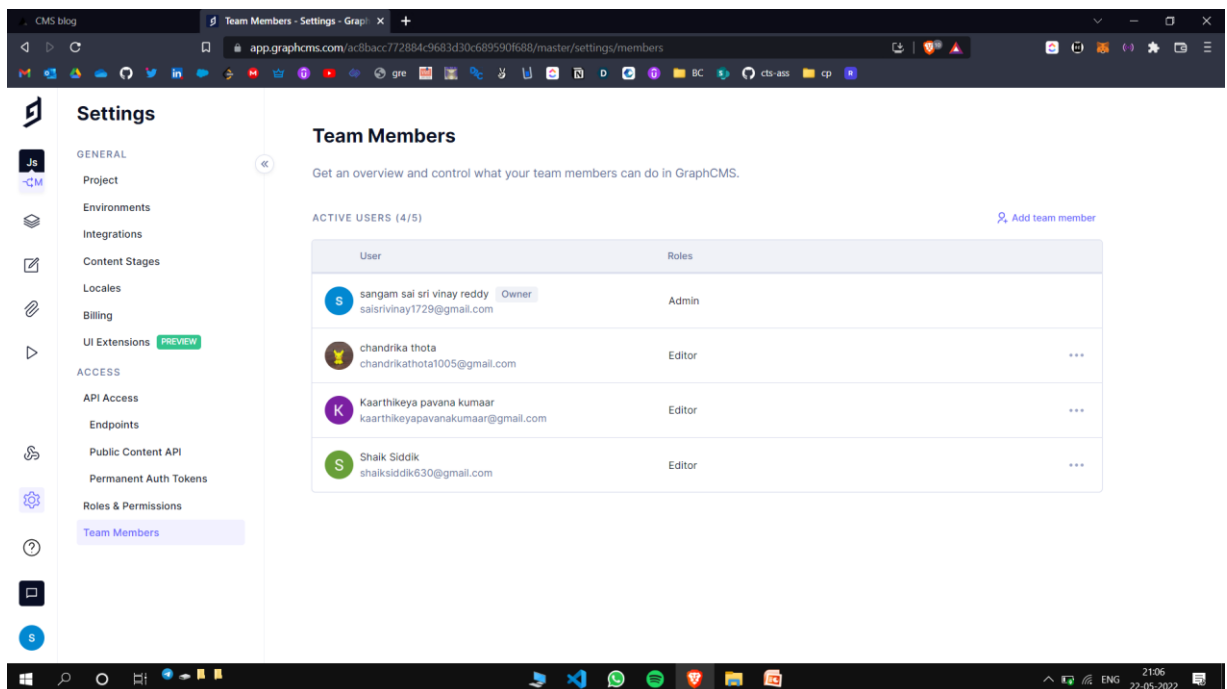 CMS blog
Team Members - Settings - Graph
app.graphcms.com/ac8bacc772884c9683d30c689590f688/master/settings/members
gre
BC
cts-ass
cp
Settings
GENERAL
Project
Environments
Integrations
Content Stages
Locales
Billing
UI Extensions PREVIEW
ACCESS
API Access
Endpoints
Public Content API
Permanent Auth Tokens
Roles & Permissions
Team Members
Js
M
S
Team Members
Get an overview and control what your team members can do in GraphCMS.
ACTIVE USERS (4/5)
Add team member
User Roles
S
sangam sai sri vinay reddy Owner
saisrivinay1729@gmail.com
Admin
chandrika thota
chandrikathota1005@gmail.com
Editor
K
Kaarthikeya pavana kumaar
kaarthikeyapavanakumaar@gmail.com
Editor
S
Shaik Siddik
shaiksiddik630@gmail.com
Editor
ENG
21:06
22-05-2022